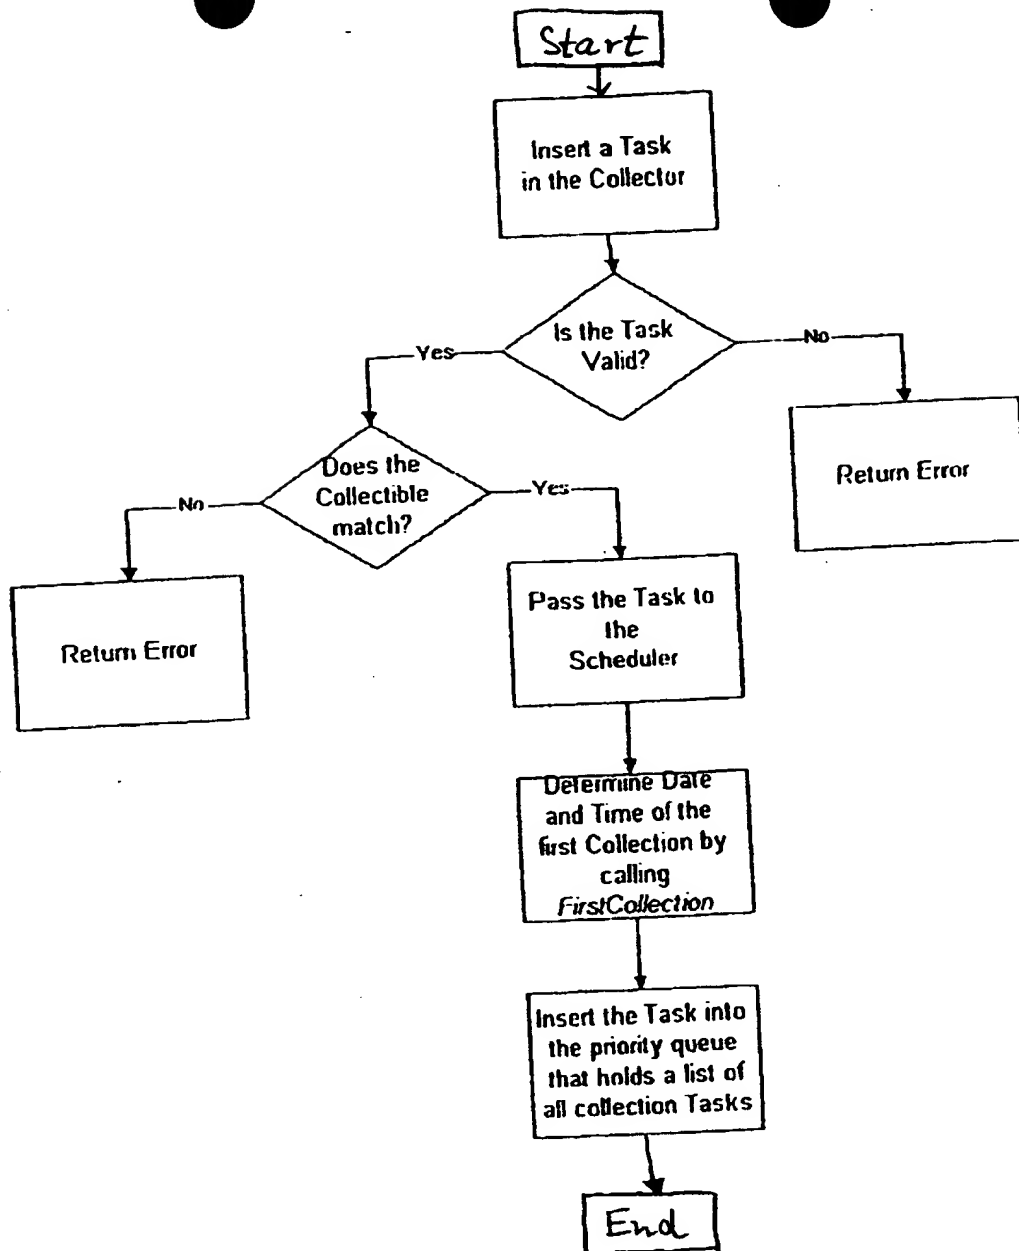 Start
Insert a Task
in the Collector
Is the Task
Valid?
Yes
No
Return Error
Does the
Collectible
match?
No
Yes
Return Error
Pass the Task to
the
Scheduler
Determine Date
and Time of the
first Collection by
calling
FirstCollection
Insert the Task into
the priority queue
that holds a list of
all collection Tasks
End